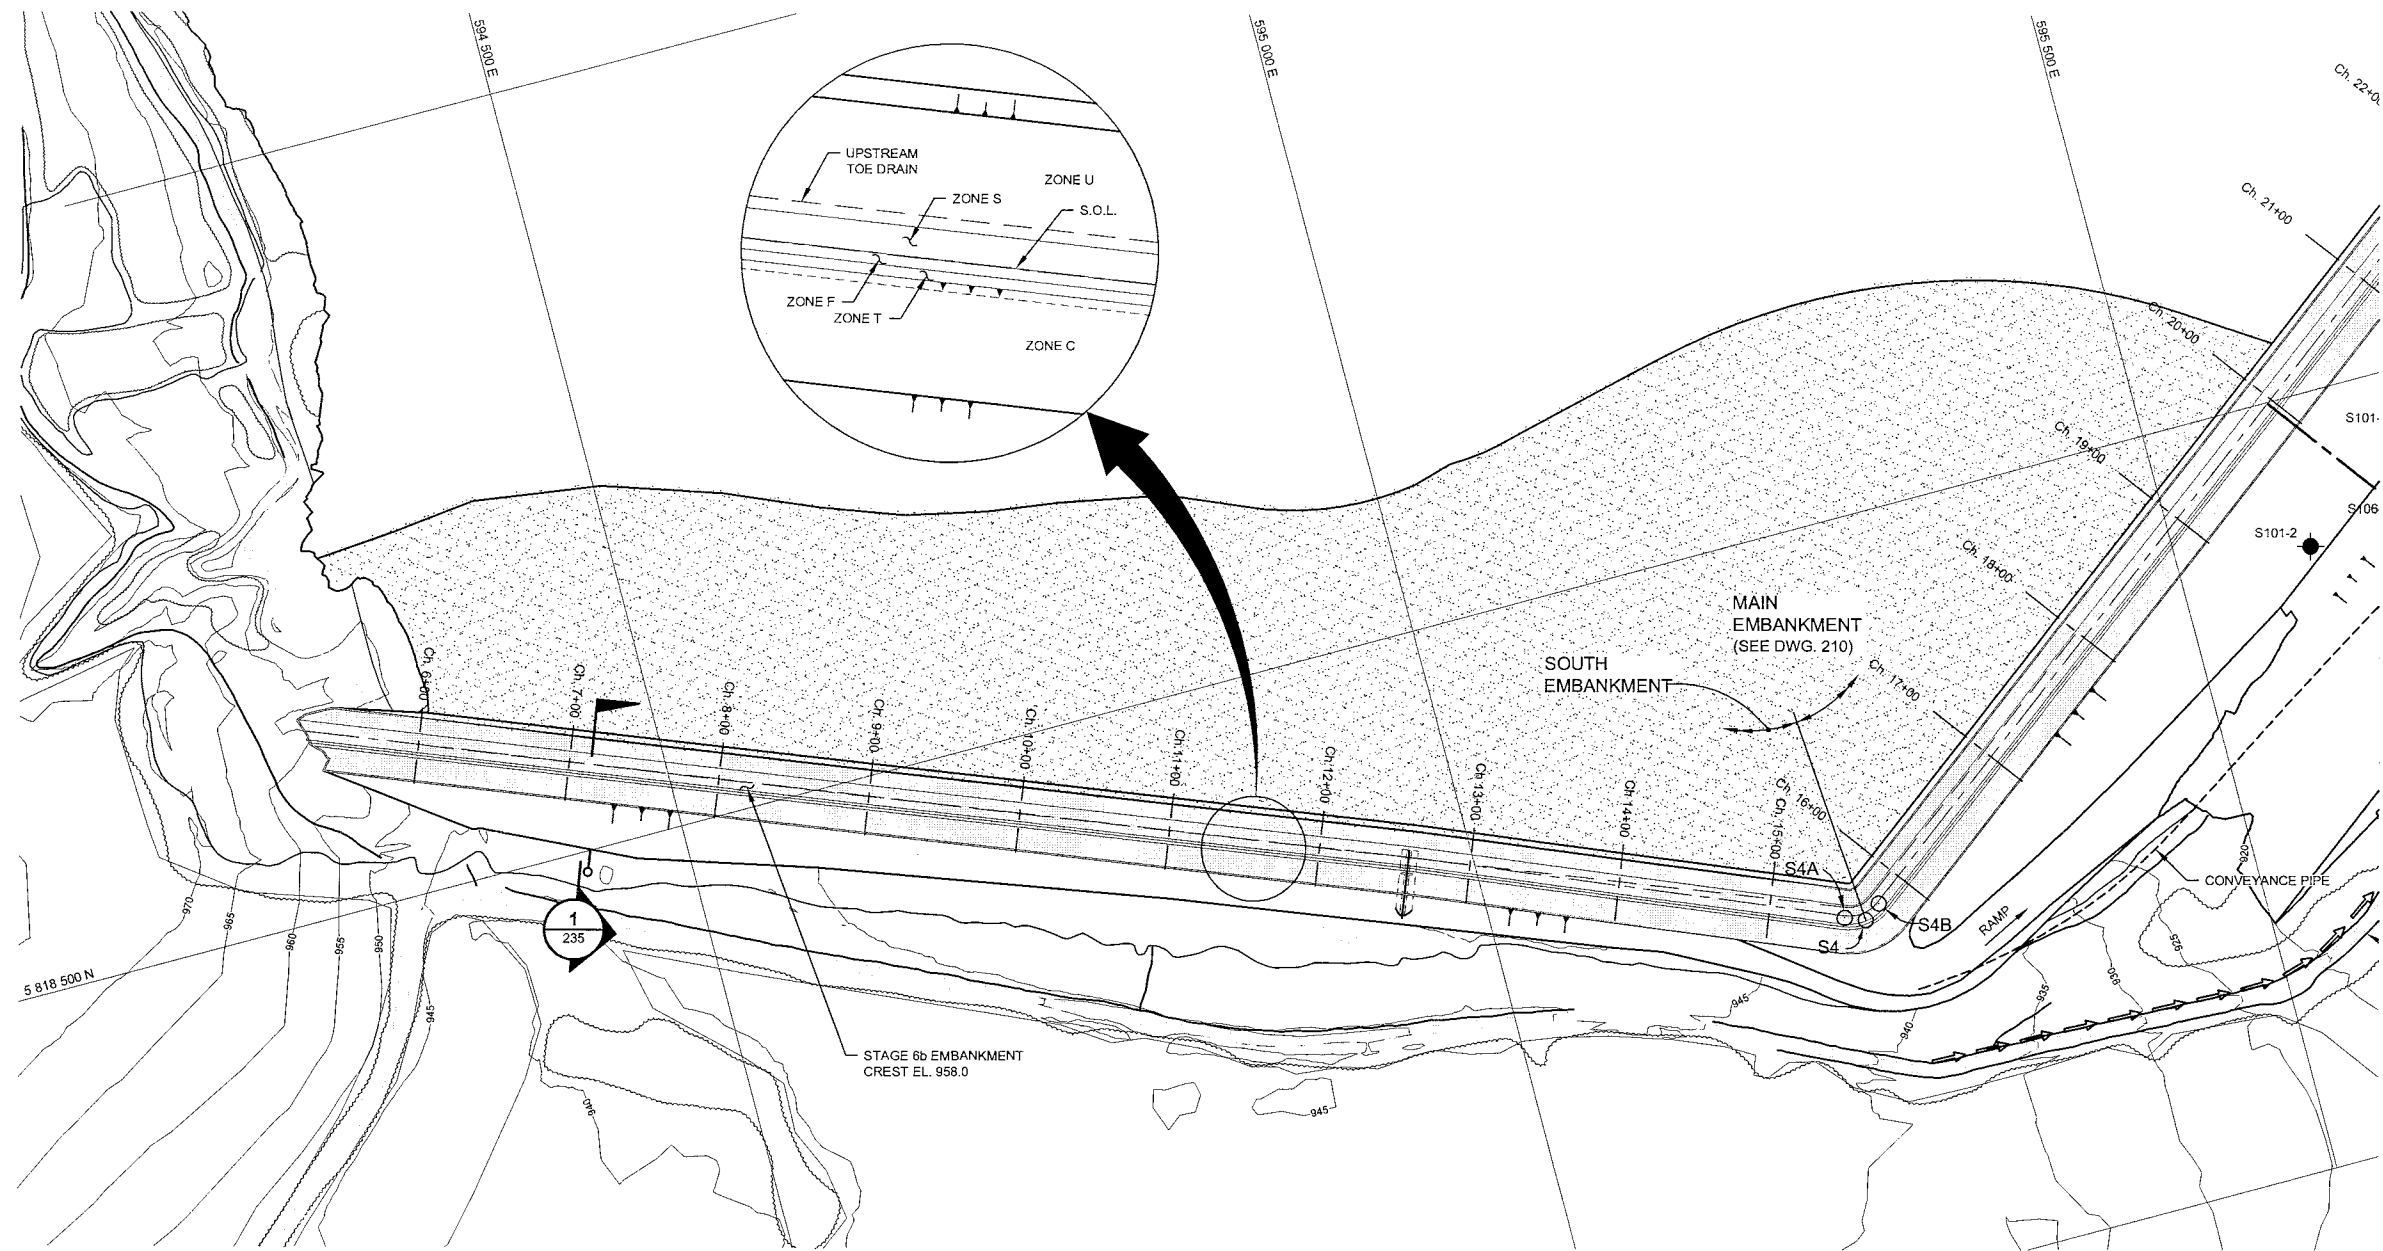 594 500 E
595 000 E
595 500 E
Ch. 22+0
Ch. 21+00
Ch. 20+00
Ch. 19+00
Ch. 18+00
Ch. 17+00
Ch. 16+00
UPSTREAM
TOE DRAIN
ZONE U
ZONE S
S.O.L.
ZONE F
ZONE T
ZONE C
S101-
S106
S101-2
MAIN
EMBANKMENT
(SEE DWG. 210)
SOUTH
EMBANKMENT
Ch. 6+00
Ch. 7+00
Ch. 8+00
Ch. 9+00
Ch. 10+00
Ch. 11+00
Ch. 12+00
Ch. 13+00
Ch. 14+00
Ch. 15+00
S4A
S4
S4B
RAMP
CONVEYANCE PIPE
920
925
930
935
940
945
1
235
970
965
960
955
950
945
5 818 500 N
STAGE 6b EMBANKMENT
CREST EL. 958.0
940
945